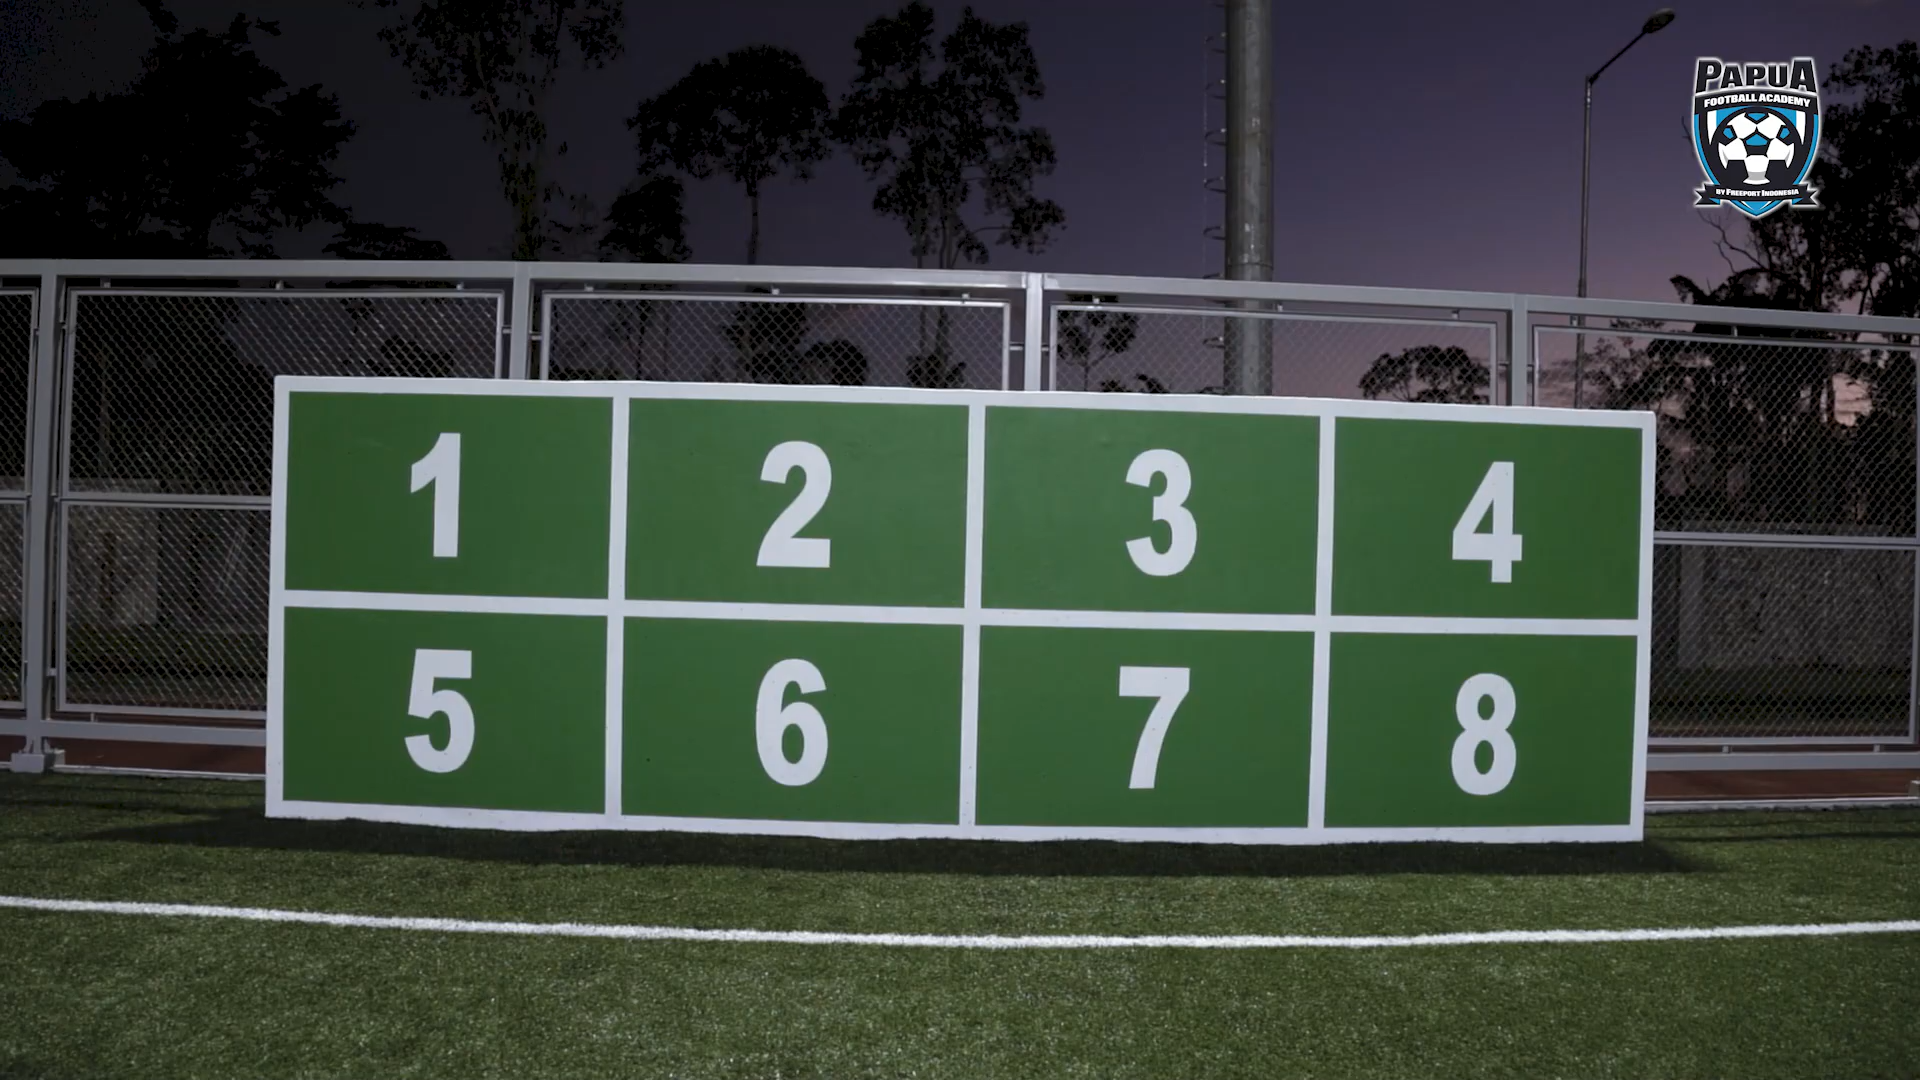 PAPUA
FOOTBALL ACADEMY
BY FREEPORT INDONESIA
1 2 3 4
5 6 7 8